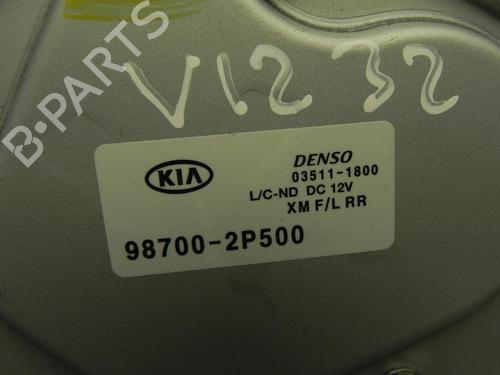 B-PARTS
V1232
KIA
DENSO
03511-1800
L/C-ND DC 12V
XM F/L RR
98700-2P500